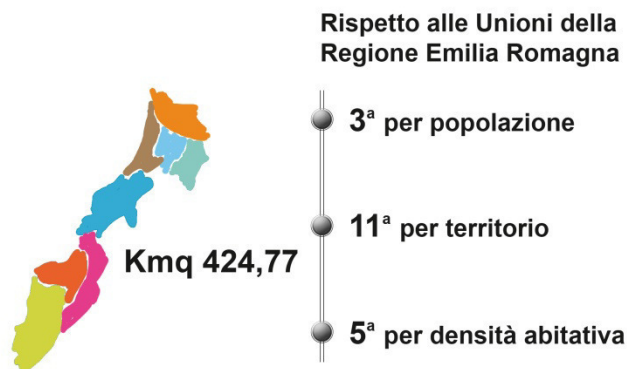 Rispetto alle Unioni della
Regione Emilia Romagna
3ª per popolazione
11ª per territorio
Kmq 424,77
5ª per densità abitativa